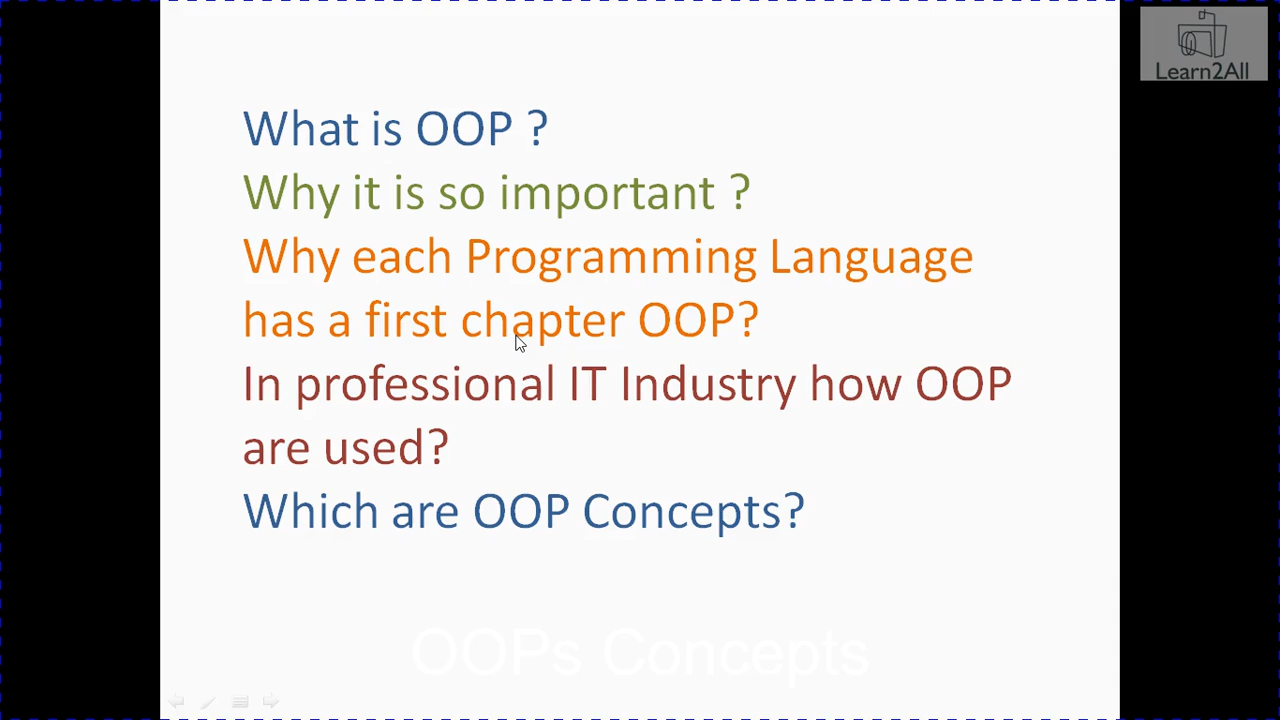 Learn2All
What is OOP ?
Why it is so important ?
Why each Programming Language
has a first chapter OOP?
In professional IT Industry how OOP
are used?
Which are OOP Concepts?
OOPs Concepts